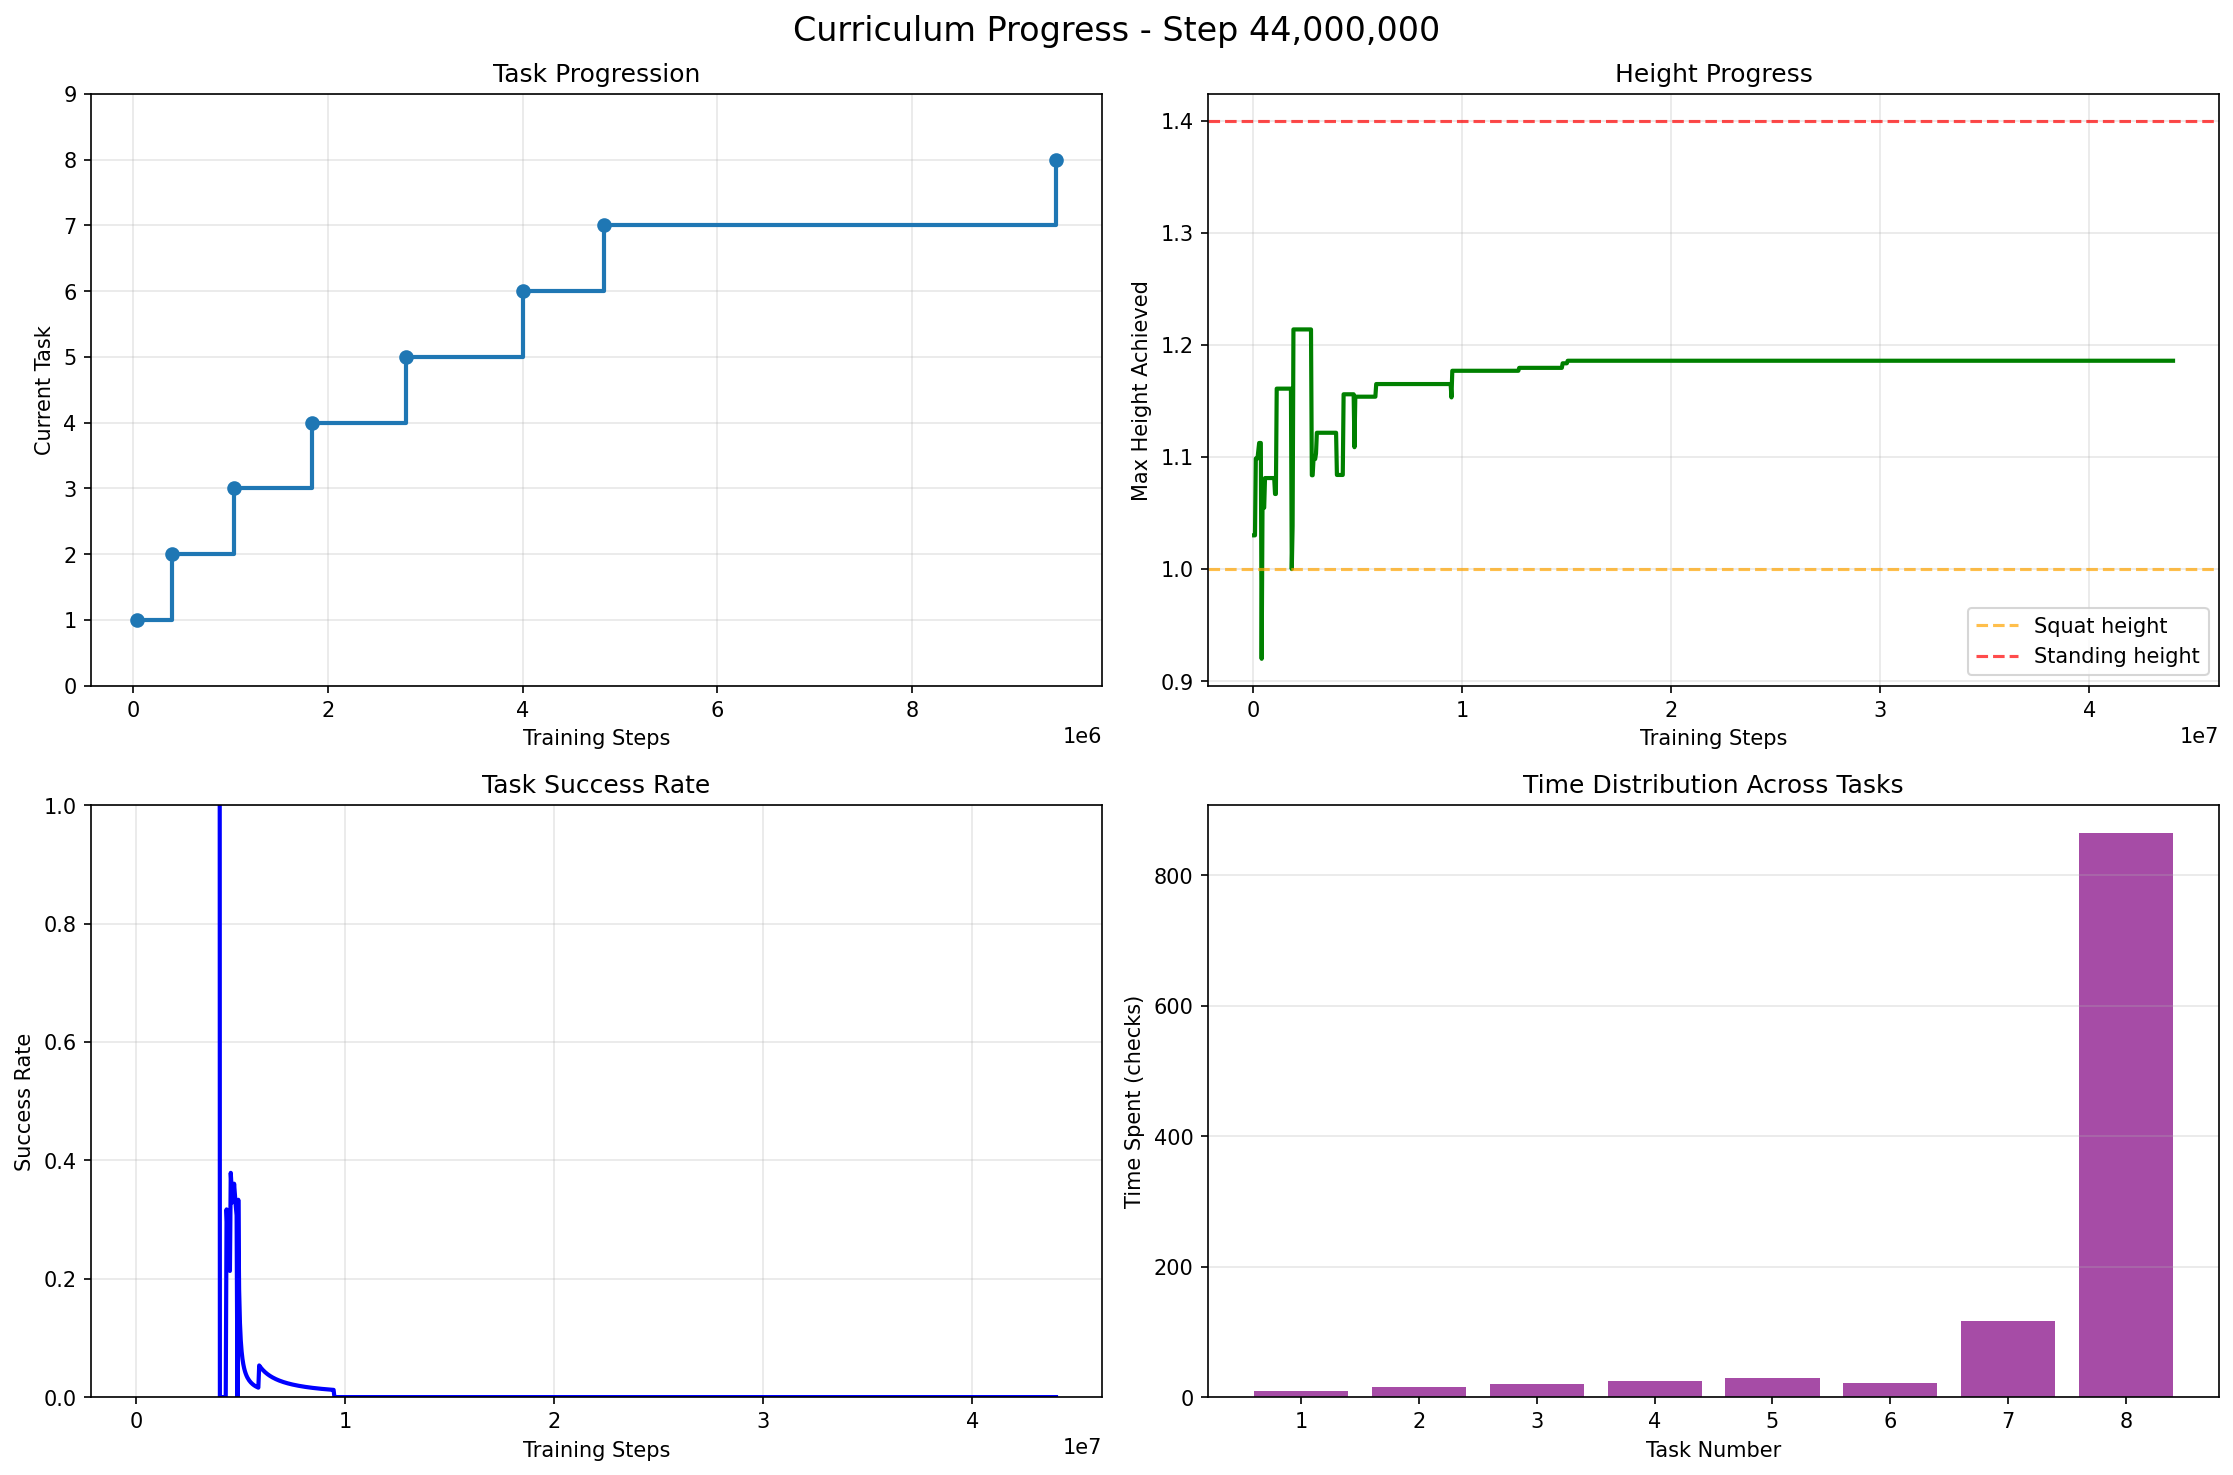 Curriculum Progress - Step 44,000,000
Task Progression
9
8
7
6
5
4
3
2
1
0
Current Task
0 2 4 6 8
1e6
Training Steps
Height Progress
1.4
1.3
1.2
1.1
1.0
0.9
Max Height Achieved
Squat height
Standing height
0 1 2 3 4
1e7
Training Steps
Task Success Rate
1.0
0.8
0.6
0.4
0.2
0.0
Success Rate
0 1 2 3 4
1e7
Training Steps
Time Distribution Across Tasks
800
600
400
200
0
Time Spent (checks)
1 2 3 4 5 6 7 8
Task Number